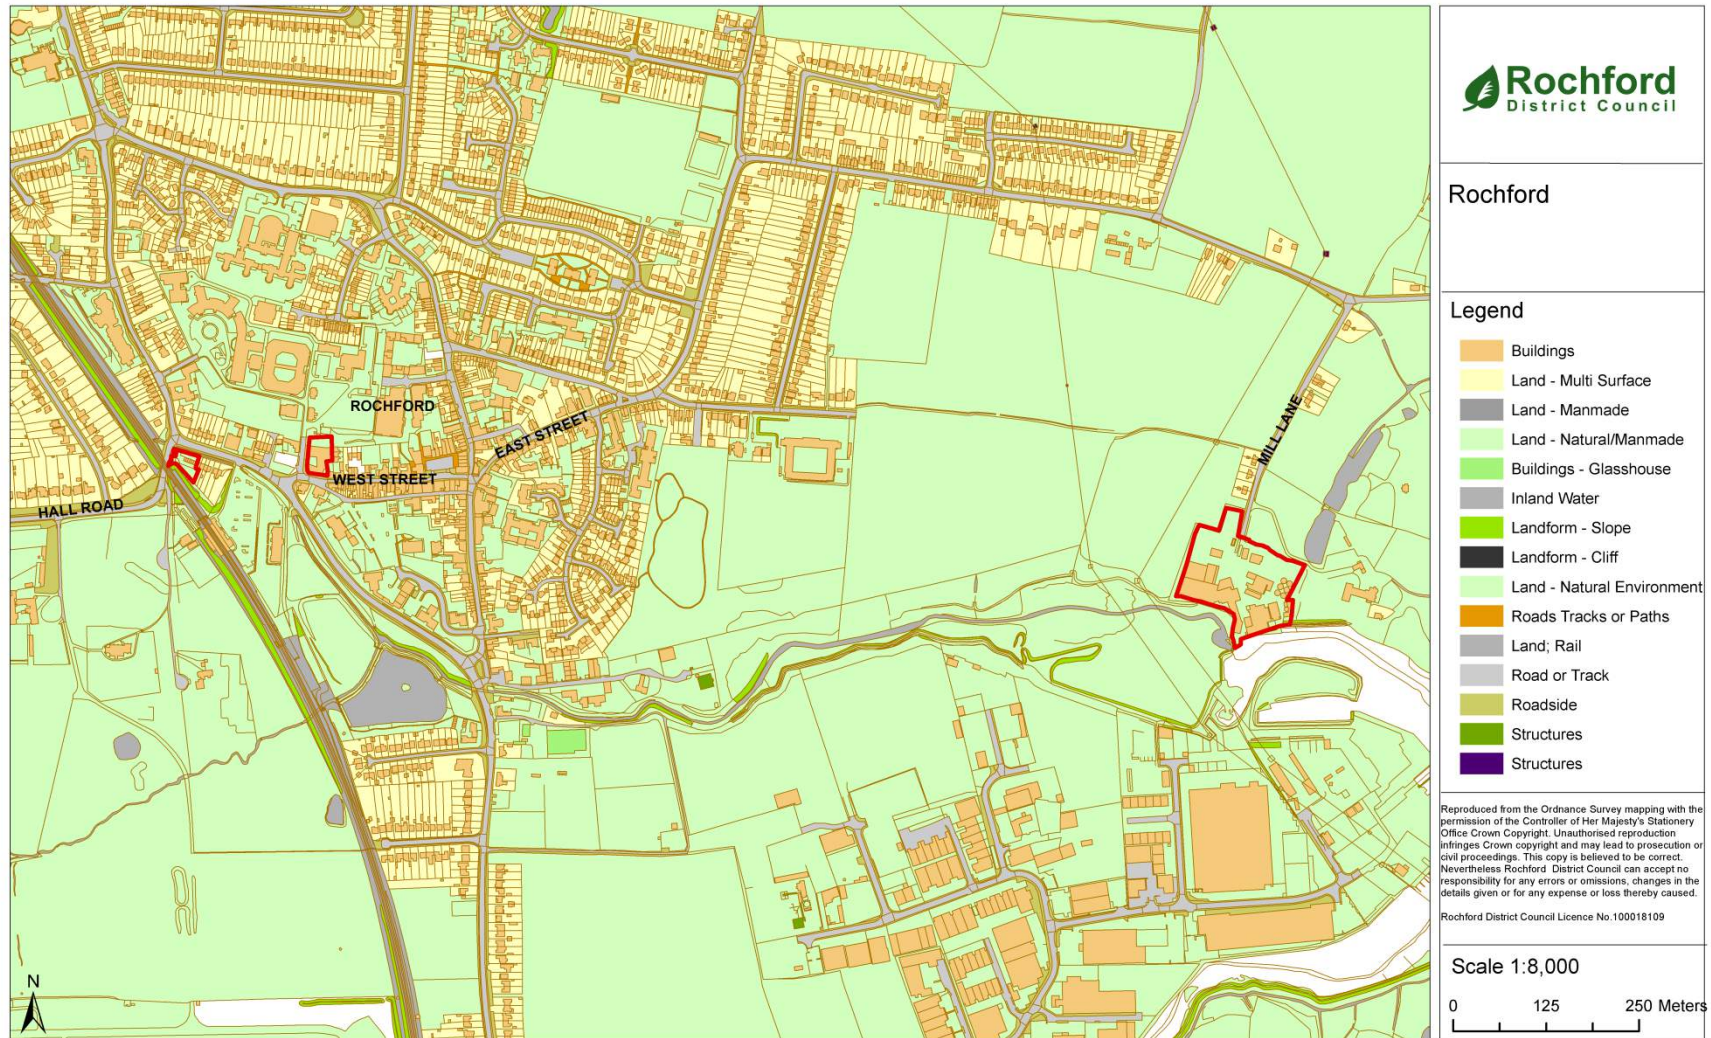 Rochford
District Council
Rochford
Legend
Buildings
Land - Multi Surface
Land - Manmade
Land - Natural/Manmade
Buildings - Glasshouse
Inland Water
Landform - Slope
Landform - Cliff
Land - Natural Environment
Roads Tracks or Paths
Land; Rail
Road or Track
Roadside
Structures
Structures
Reproduced from the Ordnance Survey mapping with the
permission of the Controller of Her Majesty's Stationery
Office Crown Copyright. Unauthorised reproduction
infringes Crown copyright and may lead to prosecution or
civil proceedings. This copy is believed to be correct.
Nevertheless Rochford District Council can accept no
responsibility for any errors or omissions, changes in the
details given or for any expense or loss thereby caused.
Rochford District Council Licence No.100018109
Scale 1:8,000
0 125 250 Meters
ROCHFORD
EAST STREET
WEST STREET
HALL ROAD
MILL LANE
N